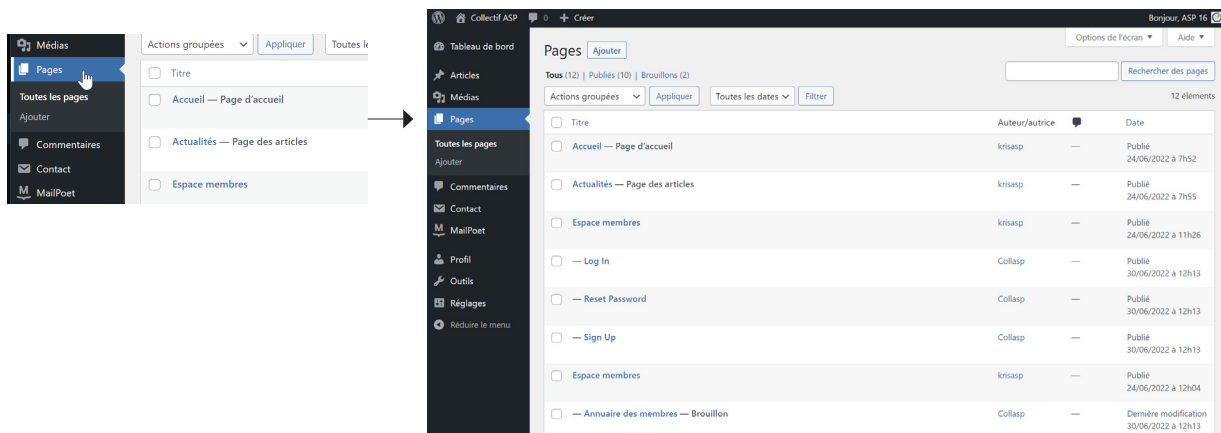 Médias
Actions groupées
Appliquer
Toutes le
Pages
Titre
Toutes les pages
Accueil — Page d'accueil
Ajouter
Commentaires
Actualités — Page des articles
Contact
MailPoet
Espace membres
Collectif ASP 0 + Créer Bonjour, ASP 16
Tableau de bord
Articles
Médias
Pages
Toutes les pages
Ajouter
Commentaires
Contact
MailPoet
Profil
Outils
Réglages
Réduire le menu
Options de l'écran ▼ Aide ▼
Pages Ajouter
Tous (12) | Publiés (10) | Brouillons (2)
Rechercher des pages
Actions groupées Appliquer Toutes les dates Filtrer 12 éléments
Titre Auteur/autrice Date
Accueil — Page d'accueil krisasp — Publié
24/06/2022 à 7h52
Actualités — Page des articles krisasp — Publié
24/06/2022 à 7h55
Espace membres krisasp — Publié
24/06/2022 à 11h26
— Log In Collasp — Publié
30/06/2022 à 12h13
— Reset Password Collasp — Publié
30/06/2022 à 12h13
— Sign Up Collasp — Publié
30/06/2022 à 12h13
Espace membres krisasp — Publié
24/06/2022 à 12h04
— Annuaire des membres — Brouillon Collasp — Dernière modification
30/06/2022 à 12h13